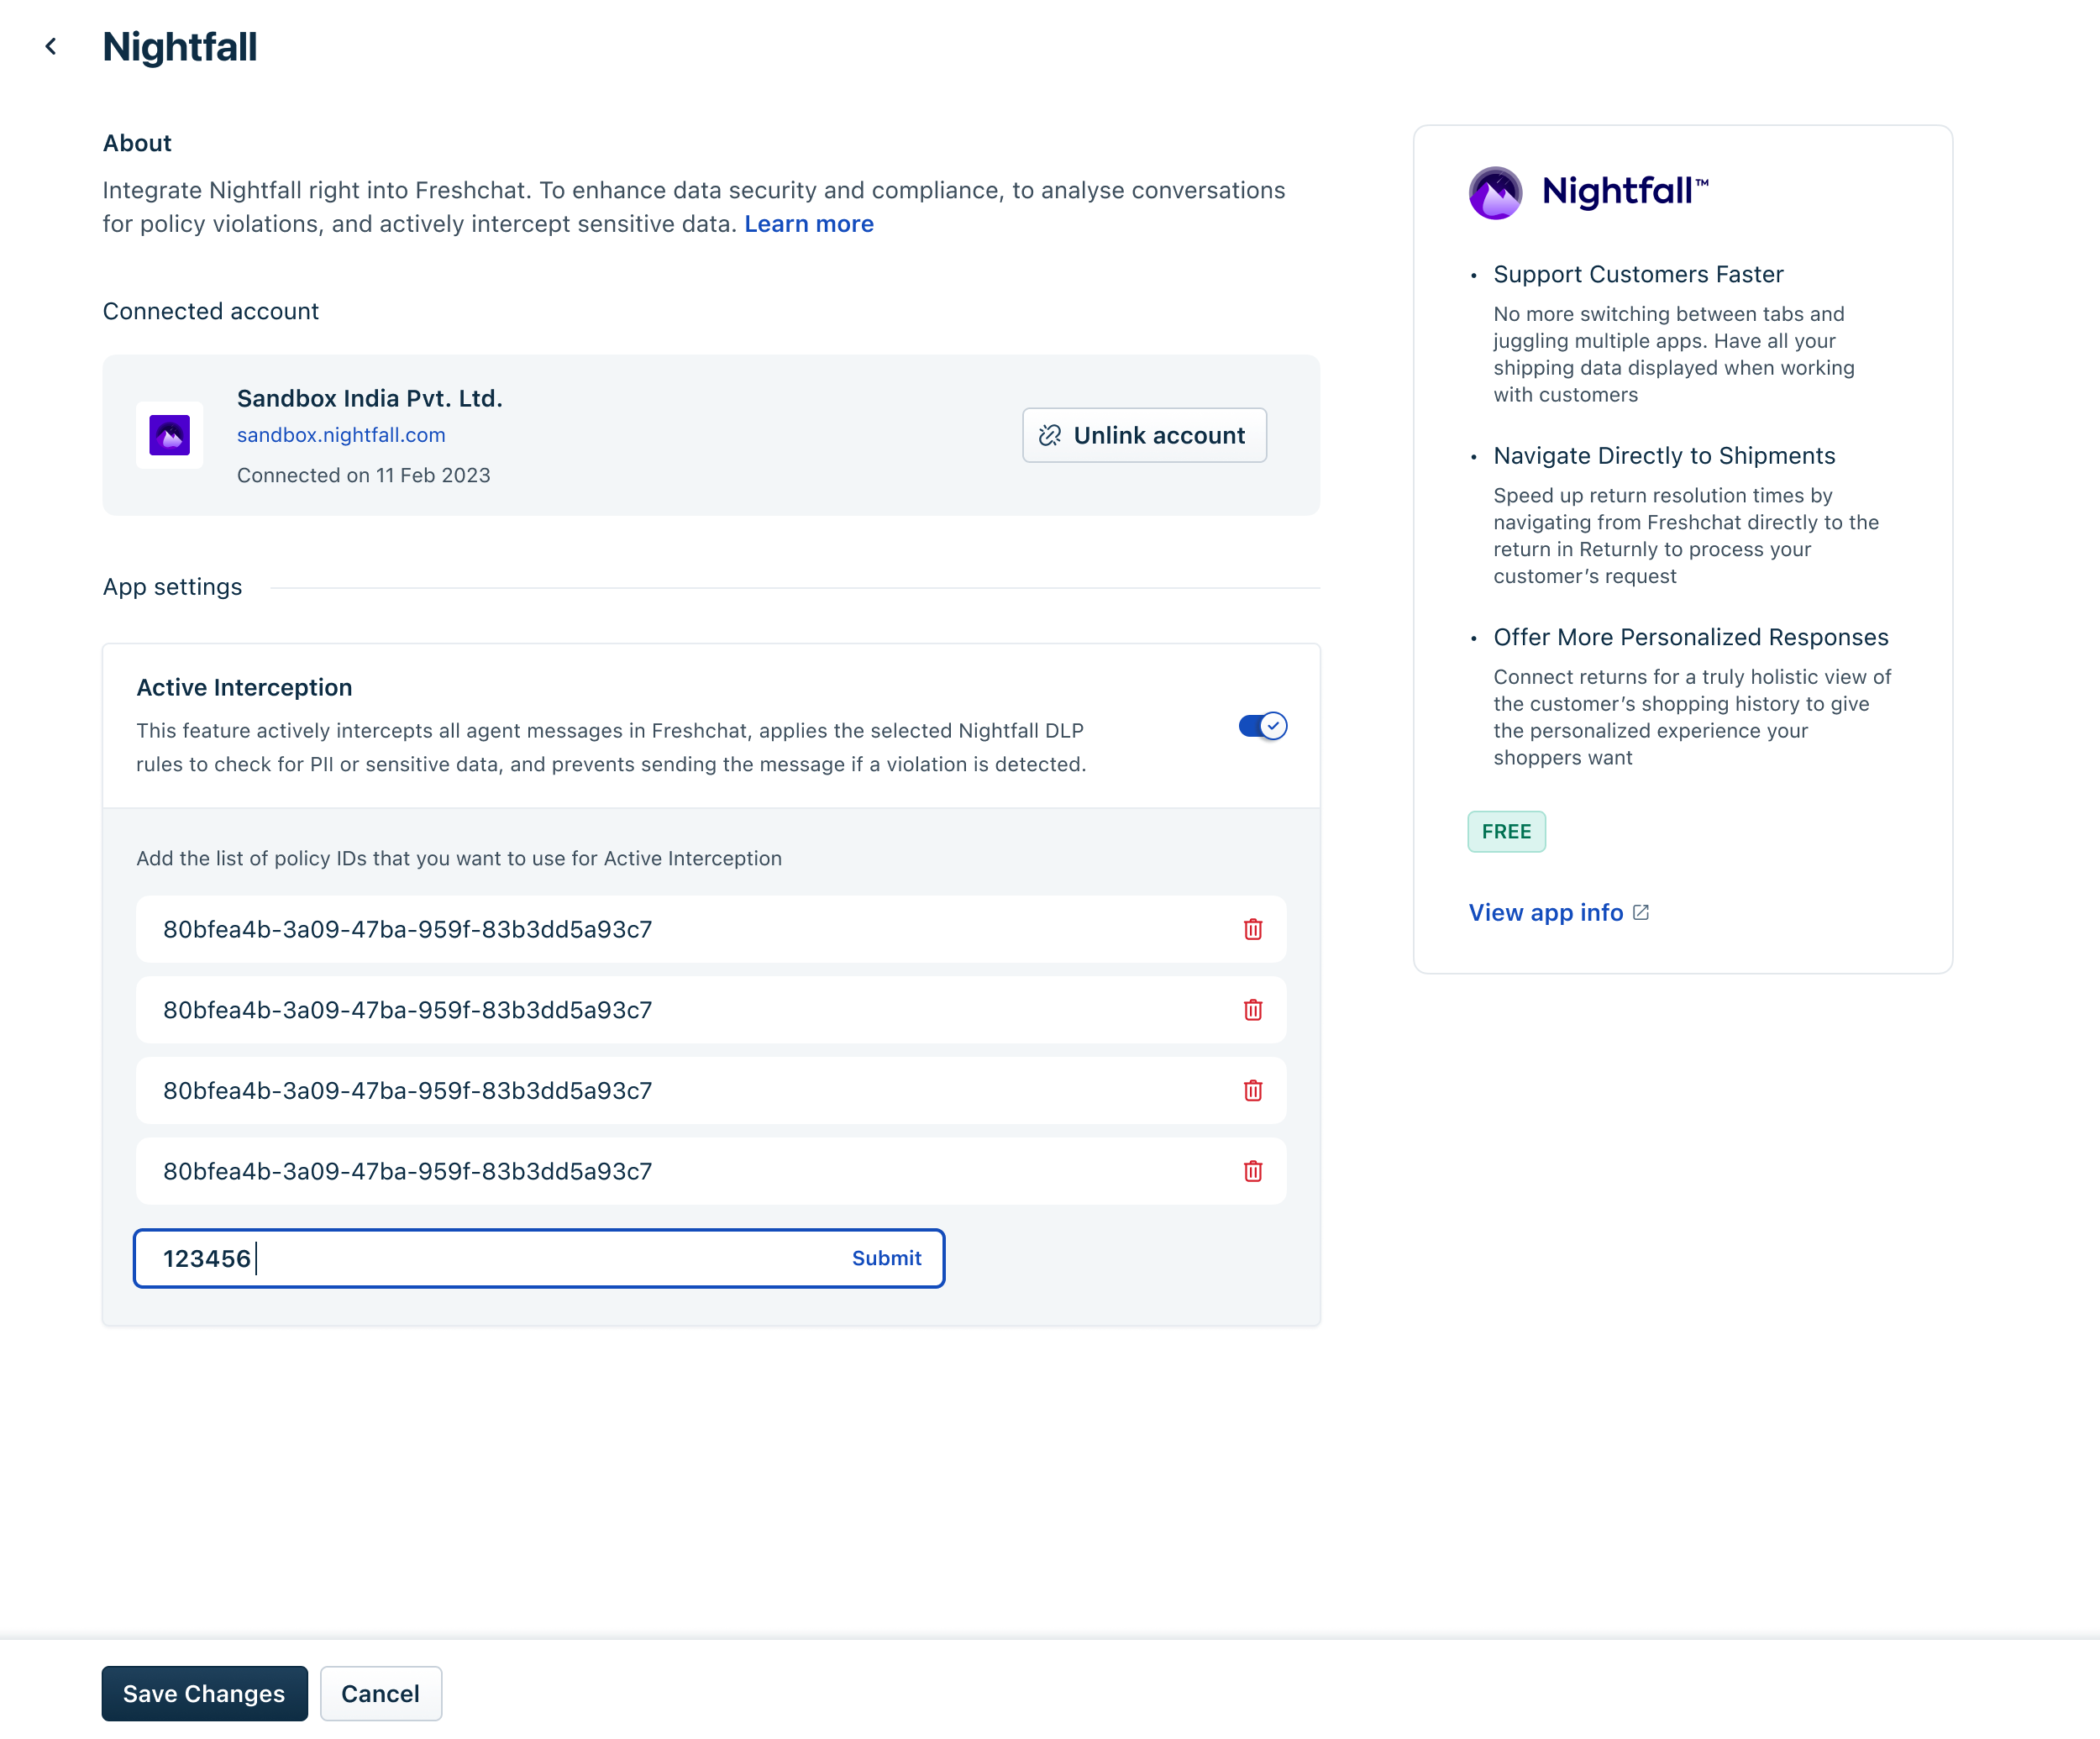 Nightfall
About
Integrate Nightfall right into Freshchat. To enhance data security and compliance, to analyse conversations
for policy violations, and actively intercept sensitive data. Learn more
Connected account
Sandbox India Pvt. Ltd.
sandbox.nightfall.com
Connected on 11 Feb 2023
Unlink account
App settings
Active Interception
This feature actively intercepts all agent messages in Freshchat, applies the selected Nightfall DLP
rules to check for PII or sensitive data, and prevents sending the message if a violation is detected.
Add the list of policy IDs that you want to use for Active Interception
80bfea4b-3a09-47ba-959f-83b3dd5a93c7
80bfea4b-3a09-47ba-959f-83b3dd5a93c7
80bfea4b-3a09-47ba-959f-83b3dd5a93c7
80bfea4b-3a09-47ba-959f-83b3dd5a93c7
123456
Submit
Nightfall™
• Support Customers Faster
No more switching between tabs and
juggling multiple apps. Have all your
shipping data displayed when working
with customers
• Navigate Directly to Shipments
Speed up return resolution times by
navigating from Freshchat directly to the
return in Returnly to process your
customer’s request
• Offer More Personalized Responses
Connect returns for a truly holistic view of
the customer’s shopping history to give
the personalized experience your
shoppers want
FREE
View app info
Save Changes
Cancel